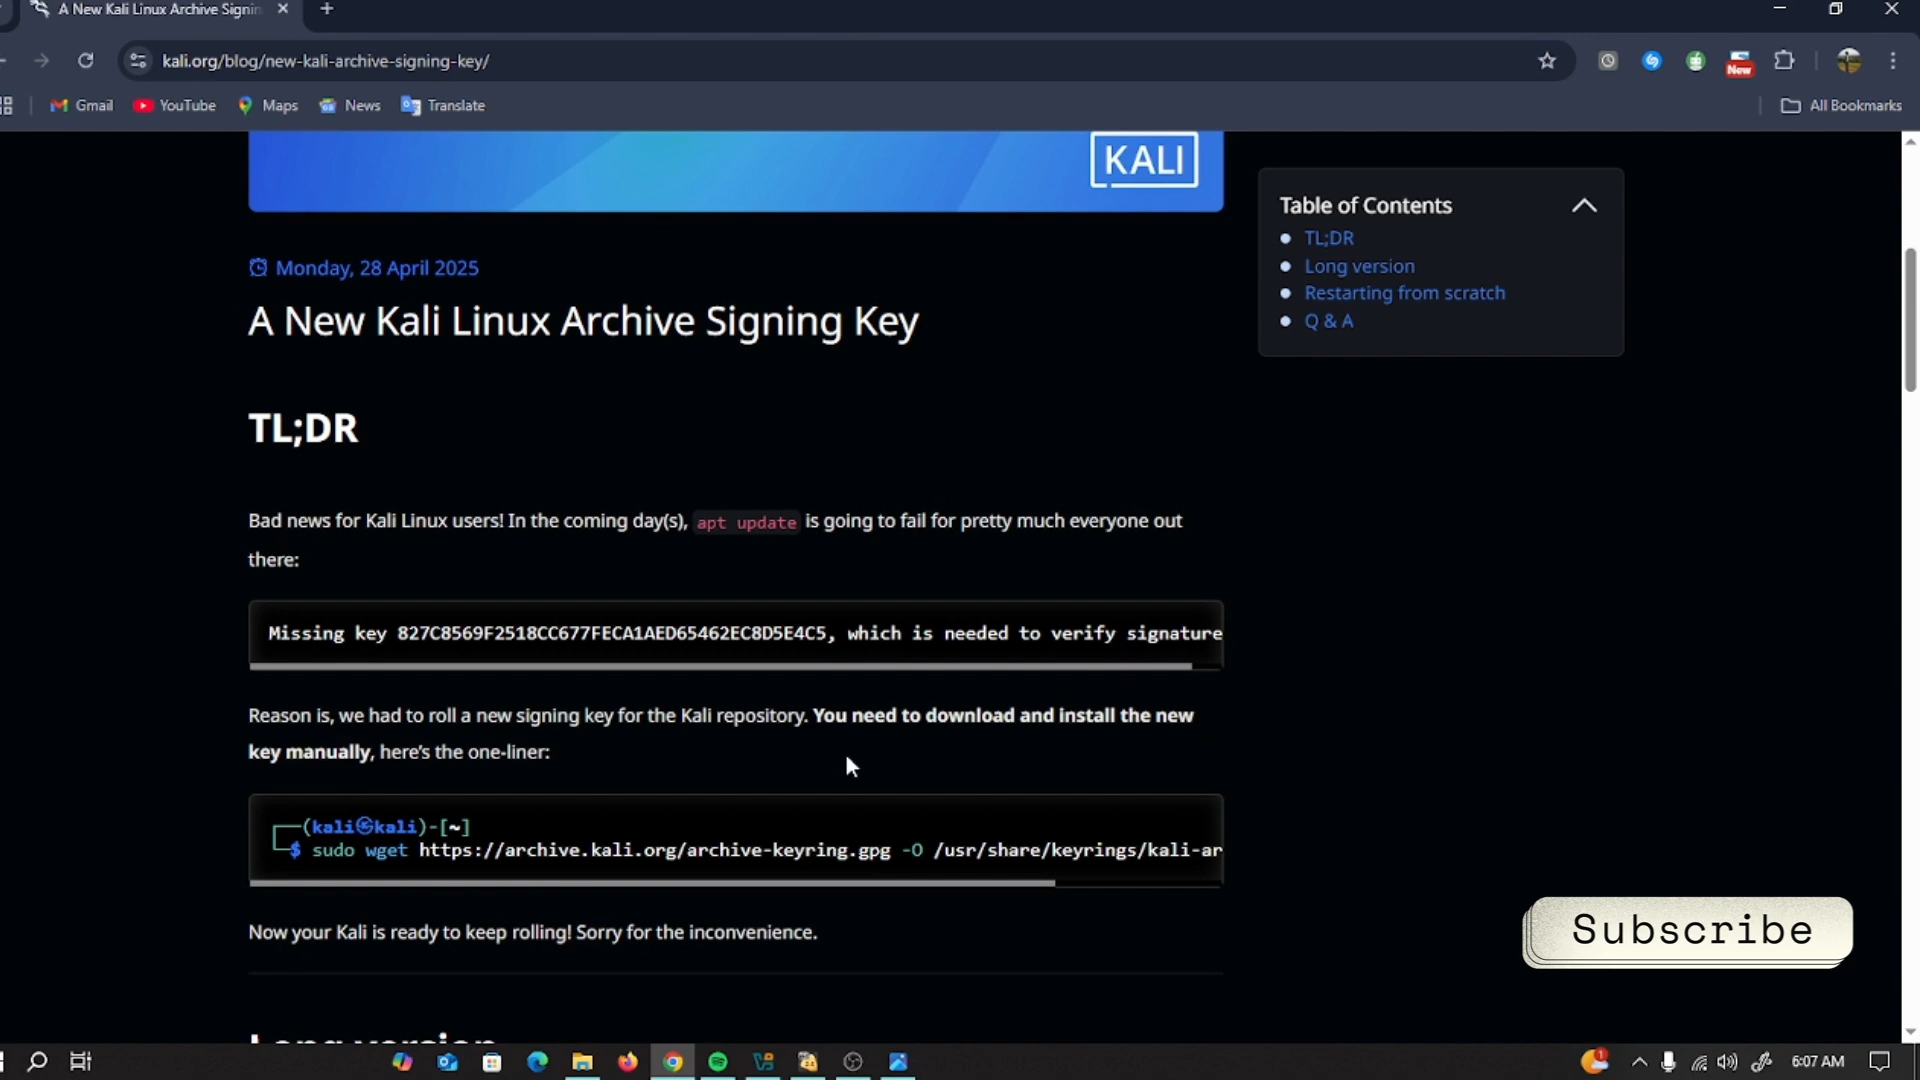 A New Kali Linux Archive Signin
kali.org/blog/new-kali-archive-signing-key/
New
Gmail
YouTube
Maps
News
Translate
All Bookmarks
KALI
Monday, 28 April 2025
A New Kali Linux Archive Signing Key
TL;DR
Bad news for Kali Linux users! In the coming day(s), apt update is going to fail for pretty much everyone out
there:
Missing key 827C8569F2518CC677FECA1AED65462EC8D5E4C5, which is needed to verify signature
Reason is, we had to roll a new signing key for the Kali repository. You need to download and install the new
key manually, here's the one-liner:
(kali㉿kali)-[~]
$ sudo wget https://archive.kali.org/archive-keyring.gpg -O /usr/share/keyrings/kali-ar
Now your Kali is ready to keep rolling! Sorry for the inconvenience.
Long version
Table of Contents
TL;DR
Long version
Restarting from scratch
Q & A
Subscribe
1
6:07 AM